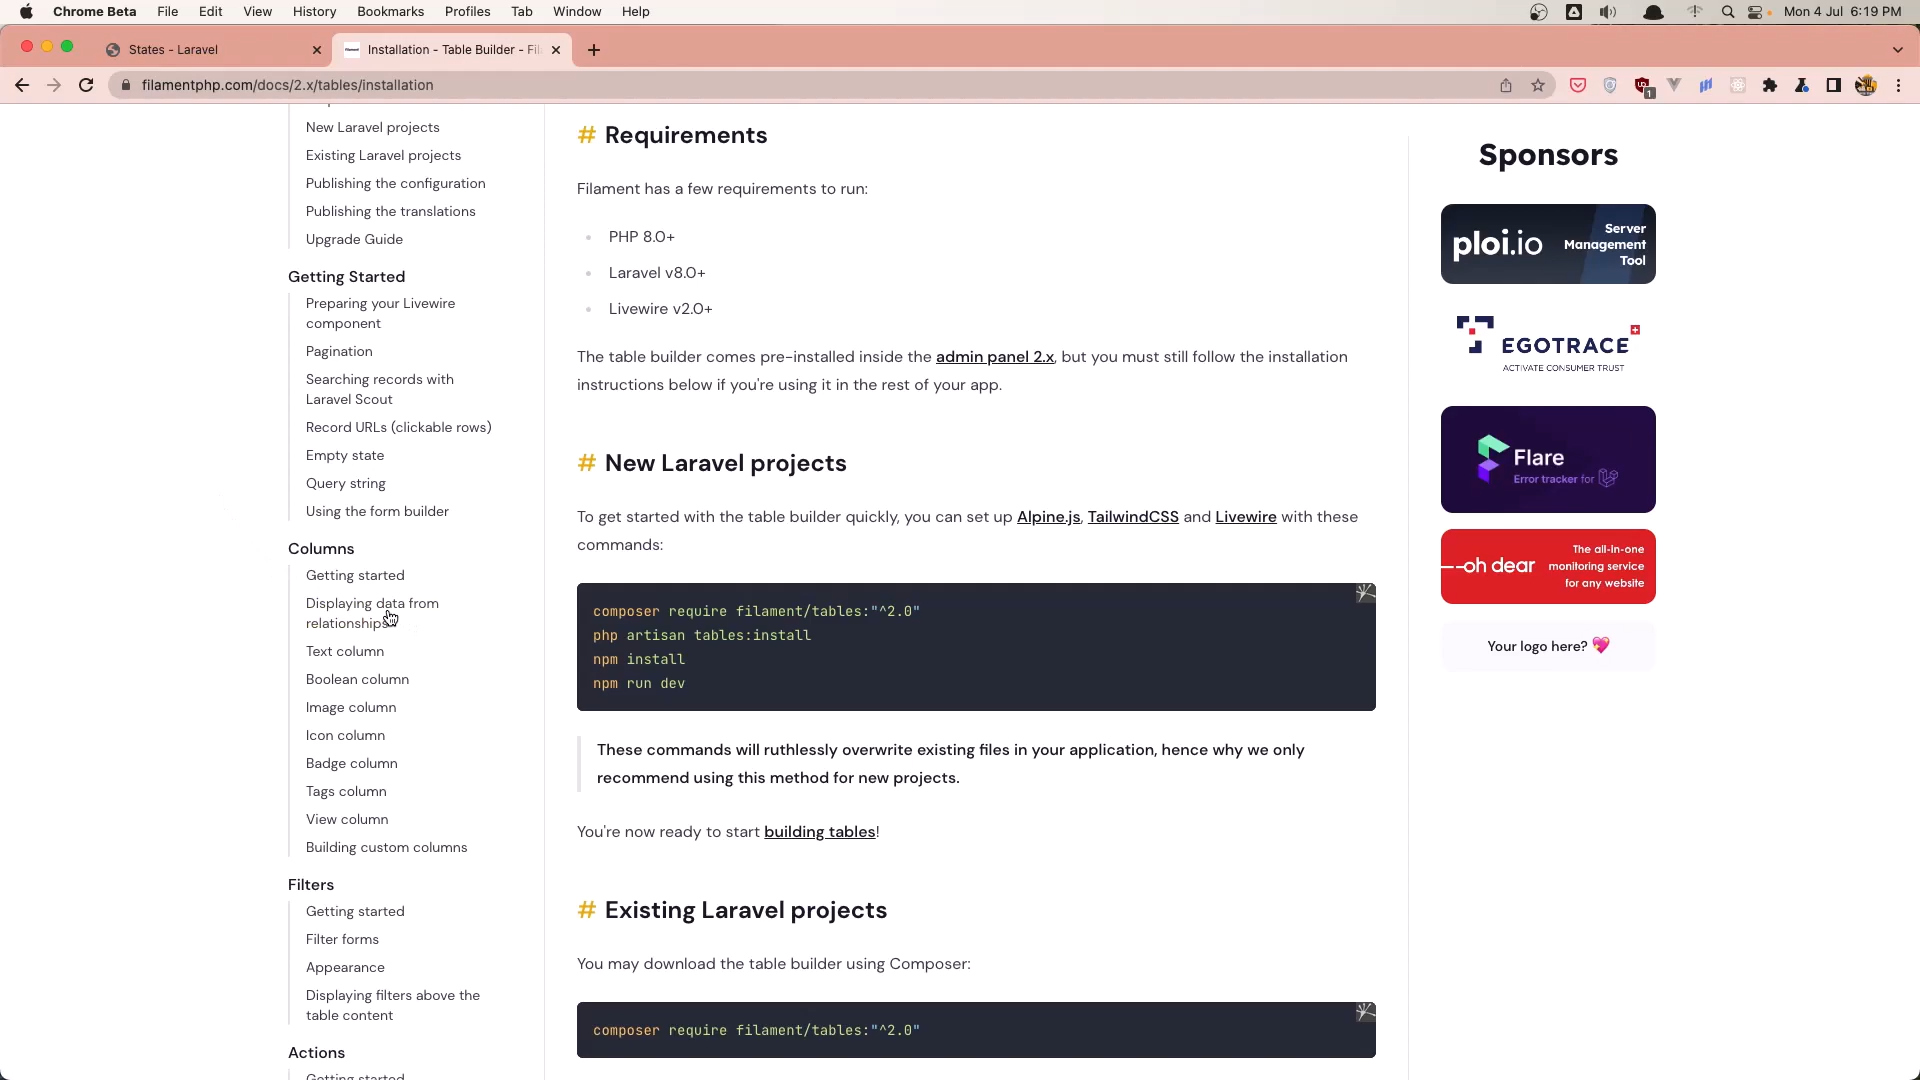 Chrome Beta File Edit View History Bookmarks Profiles Tab Window Help Mon 4 Jul 6:19 PM
States - Laravel
Installation - Table Builder - Fil
filamentphp.com/docs/2.x/tables/installation
1
New Laravel projects
Existing Laravel projects
Publishing the configuration
Publishing the translations
Upgrade Guide
Getting Started
Preparing your Livewire
component
Pagination
Searching records with
Laravel Scout
Record URLs (clickable rows)
Empty state
Query string
Using the form builder
Columns
Getting started
Displaying data from
relationships
Text column
Boolean column
Image column
Icon column
Badge column
Tags column
View column
Building custom columns
Filters
Getting started
Filter forms
Appearance
Displaying filters above the
table content
Actions
Getting started
# Requirements
Filament has a few requirements to run:
PHP 8.0+
Laravel v8.0+
Livewire v2.0+
The table builder comes pre-installed inside the admin panel 2.x, but you must still follow the installation
instructions below if you're using it in the rest of your app.
# New Laravel projects
To get started with the table builder quickly, you can set up Alpine.js, TailwindCSS and Livewire with these
commands:
composer require filament/tables:"^2.0"
php artisan tables:install
npm install
npm run dev
These commands will ruthlessly overwrite existing files in your application, hence why we only
recommend using this method for new projects.
You're now ready to start building tables!
# Existing Laravel projects
You may download the table builder using Composer:
composer require filament/tables:"^2.0"
Sponsors
ploi.io
Server
Management
Tool
EGOTRACE
ACTIVATE CONSUMER TRUST
Flare
Error tracker for
oh dear
The all-in-one
monitoring service
for any website
Your logo here? 💖